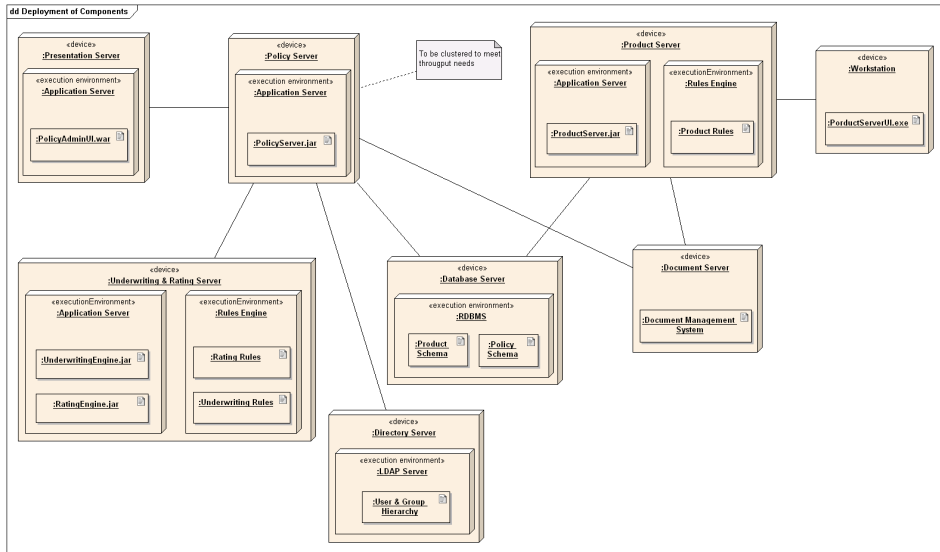 dd Deployment of Components
«device»
:Presentation Server
«execution environment»
:Application Server
:PolicyAdminUI.war
«device»
:Policy Server
«execution environment»
:Application Server
:PolicyServer.jar
To be clustered to meet
througput needs
«device»
:Product Server
«execution environment»
:Application Server
:ProductServer.jar
«executionEnvironment»
:Rules Engine
:Product Rules
«device»
:Workstation
:PorductServerUI.exe
«device»
:Underwriting & Rating Server
«executionEnvironment»
:Application Server
:UnderwritingEngine.jar
:RatingEngine.jar
«executionEnvironment»
:Rules Engine
:Rating Rules
:Underwriting Rules
«device»
:Database Server
«execution environment»
:RDBMS
:Product
Schema
:Policy
Schema
«device»
:Document Server
:Document Management
System
«device»
:Directory Server
«execution environment»
:LDAP Server
:User & Group
Hierarchy